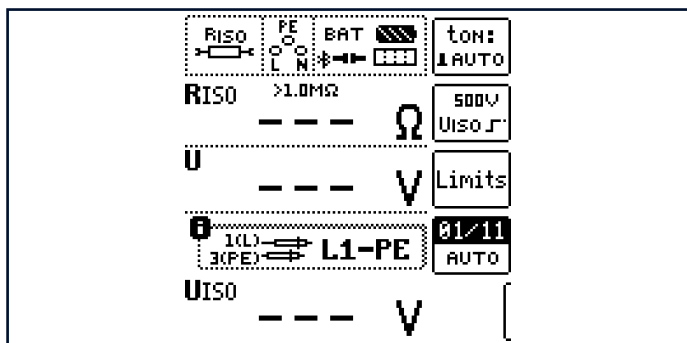 RISO PE BAT tON:
L N AUTO
RISO >1.0MΩ 500V
--- Ω UISO
U
--- V Limits
i 01/11
1(L) L1-PE
3(PE) AUTO
UISO
--- V